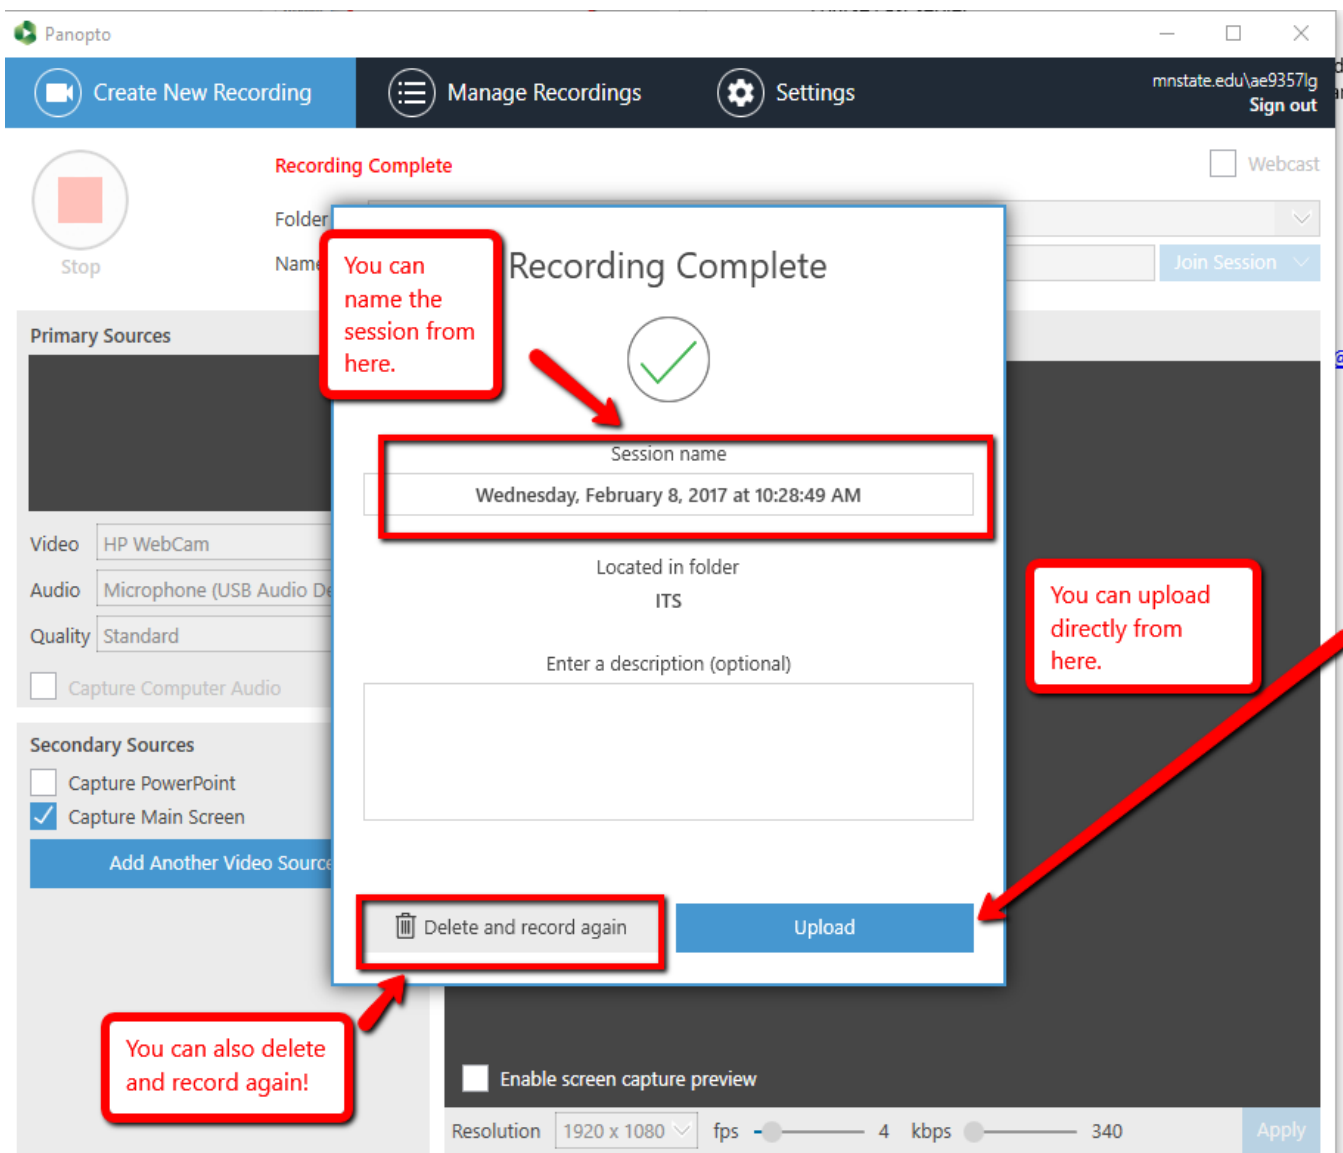 Panopto
Create New Recording
Manage Recordings
Settings
mnstate.edu\ae9357lg
Sign out
Recording Complete
Webcast
Folder
Stop
Name
Join Session
You can
name the
session from
here.
Recording Complete
Primary Sources
Session name
Wednesday, February 8, 2017 at 10:28:49 AM
Video HP WebCam
Located in folder
ITS
Audio Microphone (USB Audio De
Quality Standard
You can upload
directly from
here.
Enter a description (optional)
Capture Computer Audio
Secondary Sources
Capture PowerPoint
Capture Main Screen
Add Another Video Source
Delete and record again
Upload
You can also delete
and record again!
Enable screen capture preview
Resolution 1920 x 1080 fps 4 kbps 340
Apply